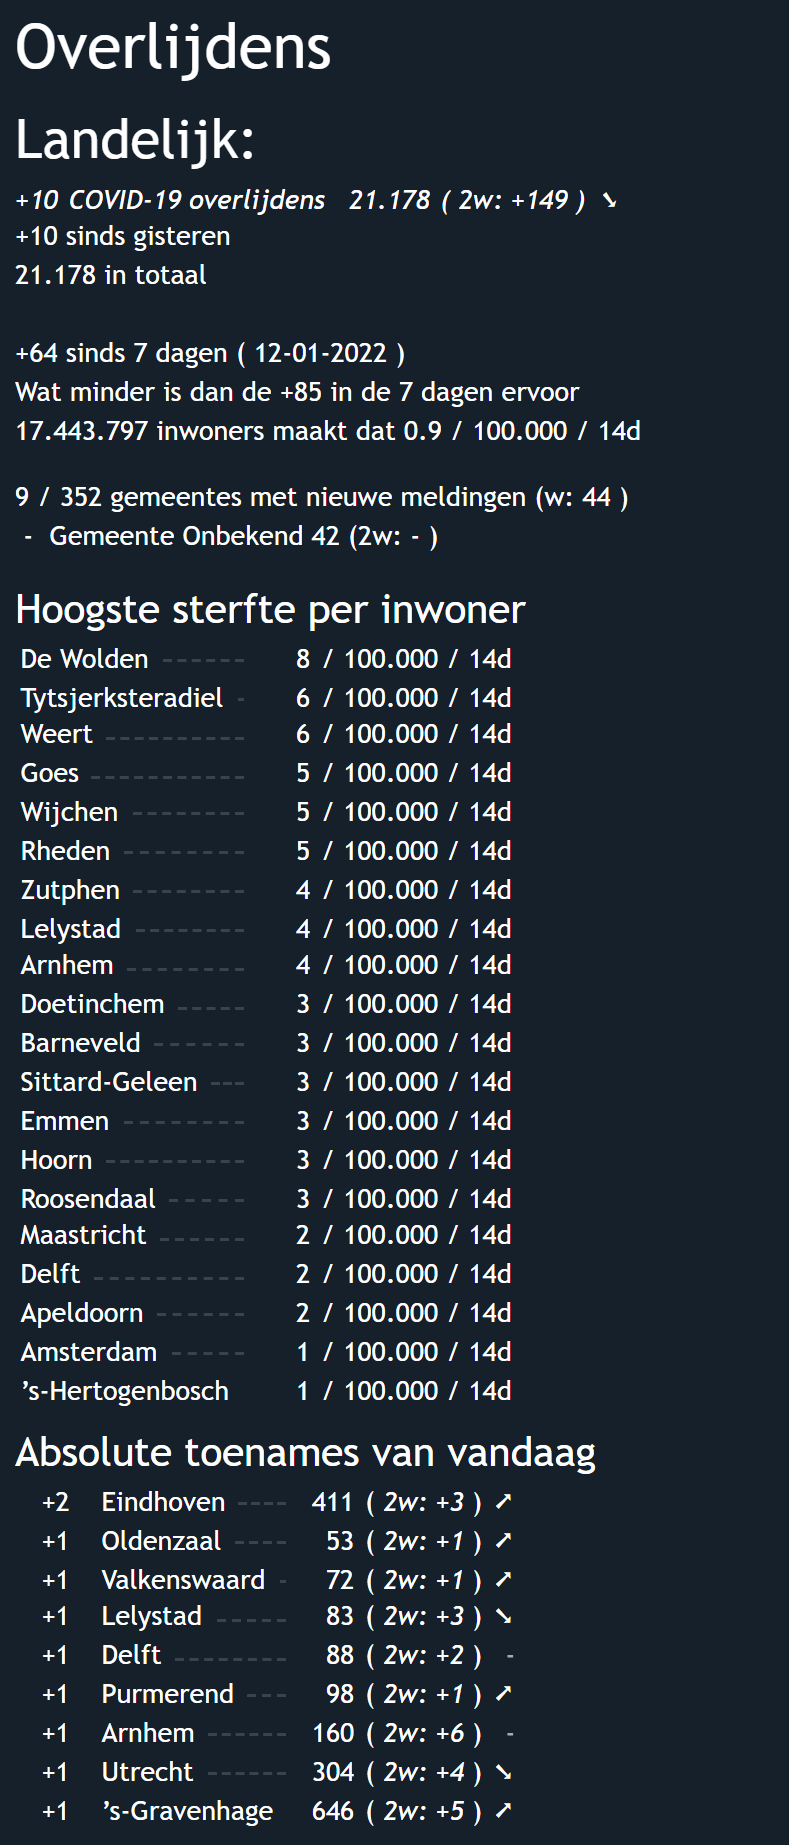 Overlijdens
Landelijk:
+10 COVID-19 overlijdens 21.178 ( 2w: +149 ) ➘
+10 sinds gisteren
21.178 in totaal
+64 sinds 7 dagen ( 12-01-2022 )
Wat minder is dan de +85 in de 7 dagen ervoor
17.443.797 inwoners maakt dat 0.9 / 100.000 / 14d
9 / 352 gemeentes met nieuwe meldingen (w: 44 )
- Gemeente Onbekend 42 (2w: - )
Hoogste sterfte per inwoner
De Wolden ------ 8 / 100.000 / 14d
Tytsjerksteradiel - 6 / 100.000 / 14d
Weert ---------- 6 / 100.000 / 14d
Goes ----------- 5 / 100.000 / 14d
Wijchen -------- 5 / 100.000 / 14d
Rheden -------- 5 / 100.000 / 14d
Zutphen -------- 4 / 100.000 / 14d
Lelystad -------- 4 / 100.000 / 14d
Arnhem -------- 4 / 100.000 / 14d
Doetinchem ----- 3 / 100.000 / 14d
Barneveld ------ 3 / 100.000 / 14d
Sittard-Geleen --- 3 / 100.000 / 14d
Emmen -------- 3 / 100.000 / 14d
Hoorn ---------- 3 / 100.000 / 14d
Roosendaal ----- 3 / 100.000 / 14d
Maastricht ------ 2 / 100.000 / 14d
Delft ---------- 2 / 100.000 / 14d
Apeldoorn ------ 2 / 100.000 / 14d
Amsterdam ----- 1 / 100.000 / 14d
’s-Hertogenbosch 1 / 100.000 / 14d
Absolute toenames van vandaag
+2 Eindhoven ---- 411 ( 2w: +3 ) ➚
+1 Oldenzaal ---- 53 ( 2w: +1 ) ➚
+1 Valkenswaard - 72 ( 2w: +1 ) ➚
+1 Lelystad ----- 83 ( 2w: +3 ) ➘
+1 Delft -------- 88 ( 2w: +2 ) -
+1 Purmerend --- 98 ( 2w: +1 ) ➚
+1 Arnhem ------ 160 ( 2w: +6 ) -
+1 Utrecht ------ 304 ( 2w: +4 ) ➘
+1 ’s-Gravenhage 646 ( 2w: +5 ) ➚